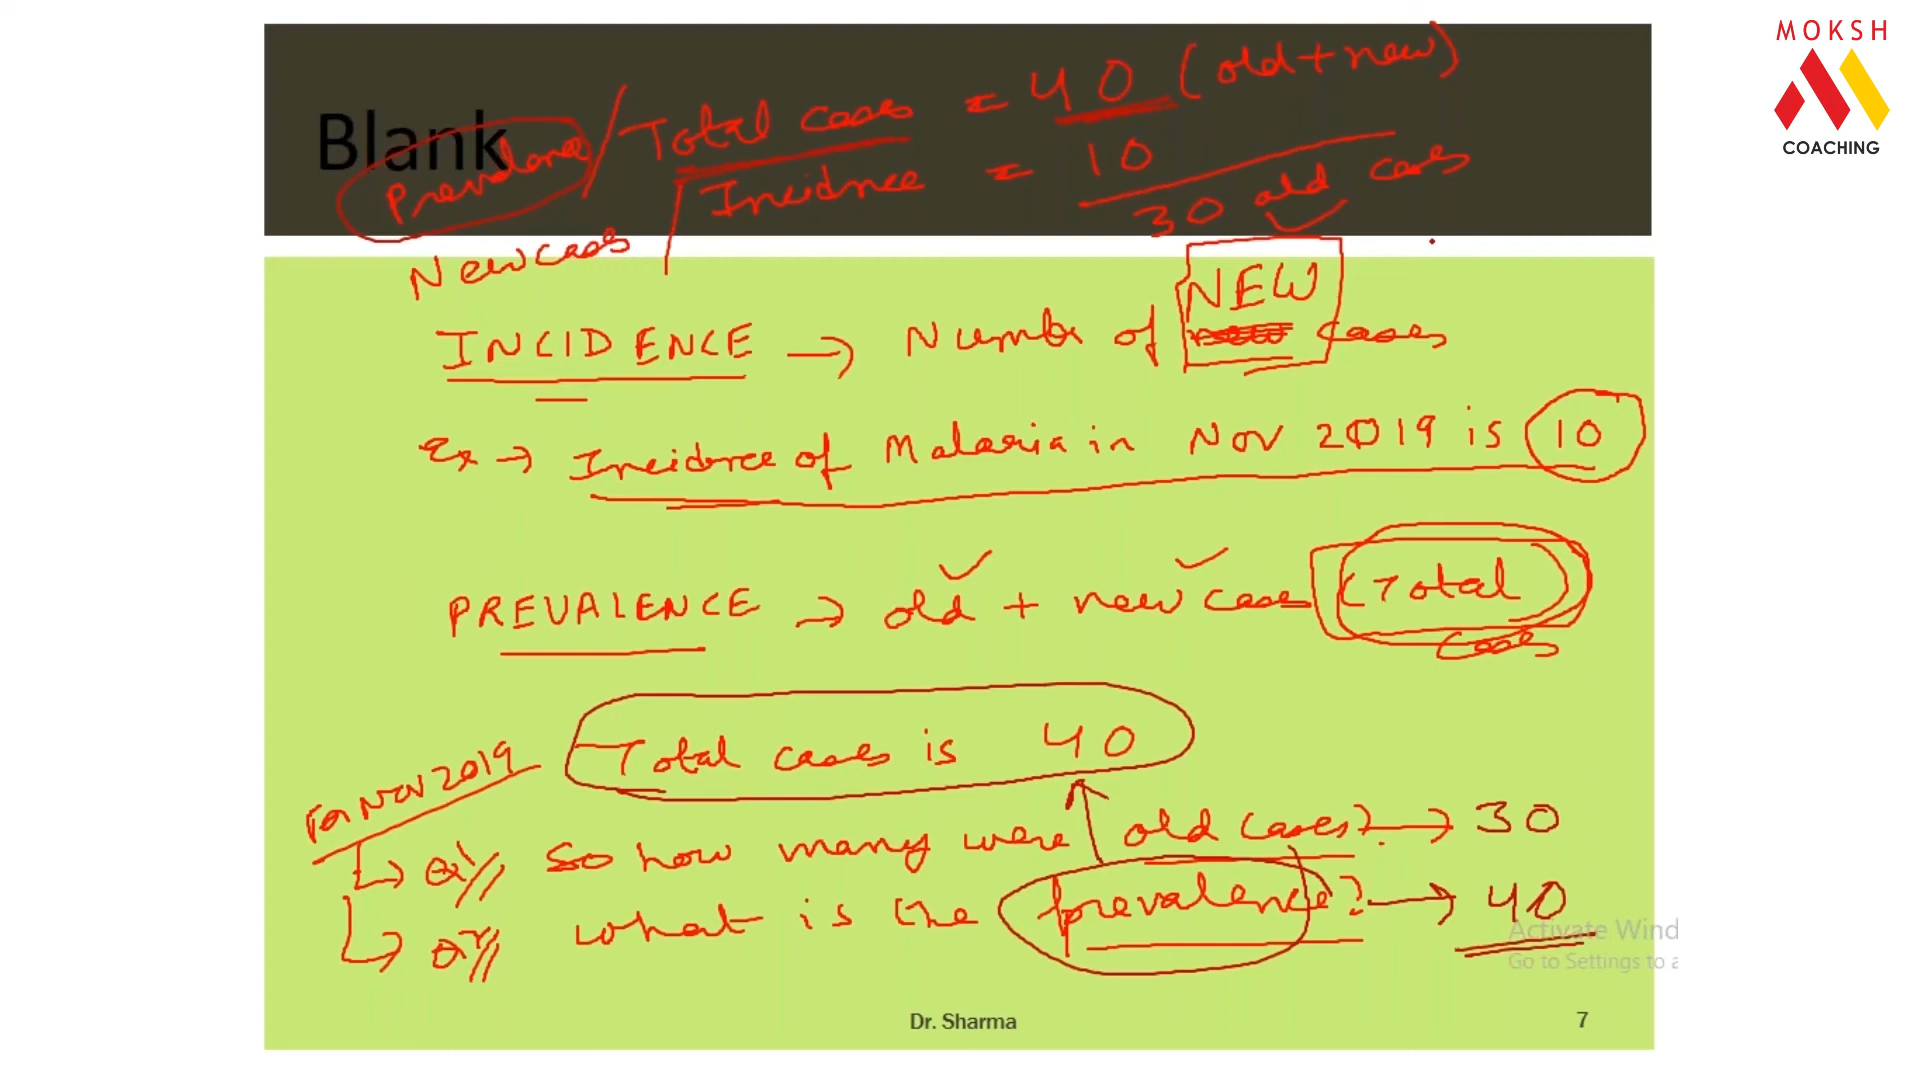 MOKSH
COACHING
Blank
Prevalence / Total cases = 40 (old + new)
New cases / Incidence = 10
30 old cases
INCIDENCE → Number of NEW cases
Ex → Incidence of Malaria in Nov 2019 is 10
PREVALENCE → old + new cases (Total cases
Total cases is 40
For Nov 2019
Q1// So how many were old cases? → 30
Q2// What is the prevalence? → 40
Activate Wind
Go to Settings to a
Dr. Sharma
7